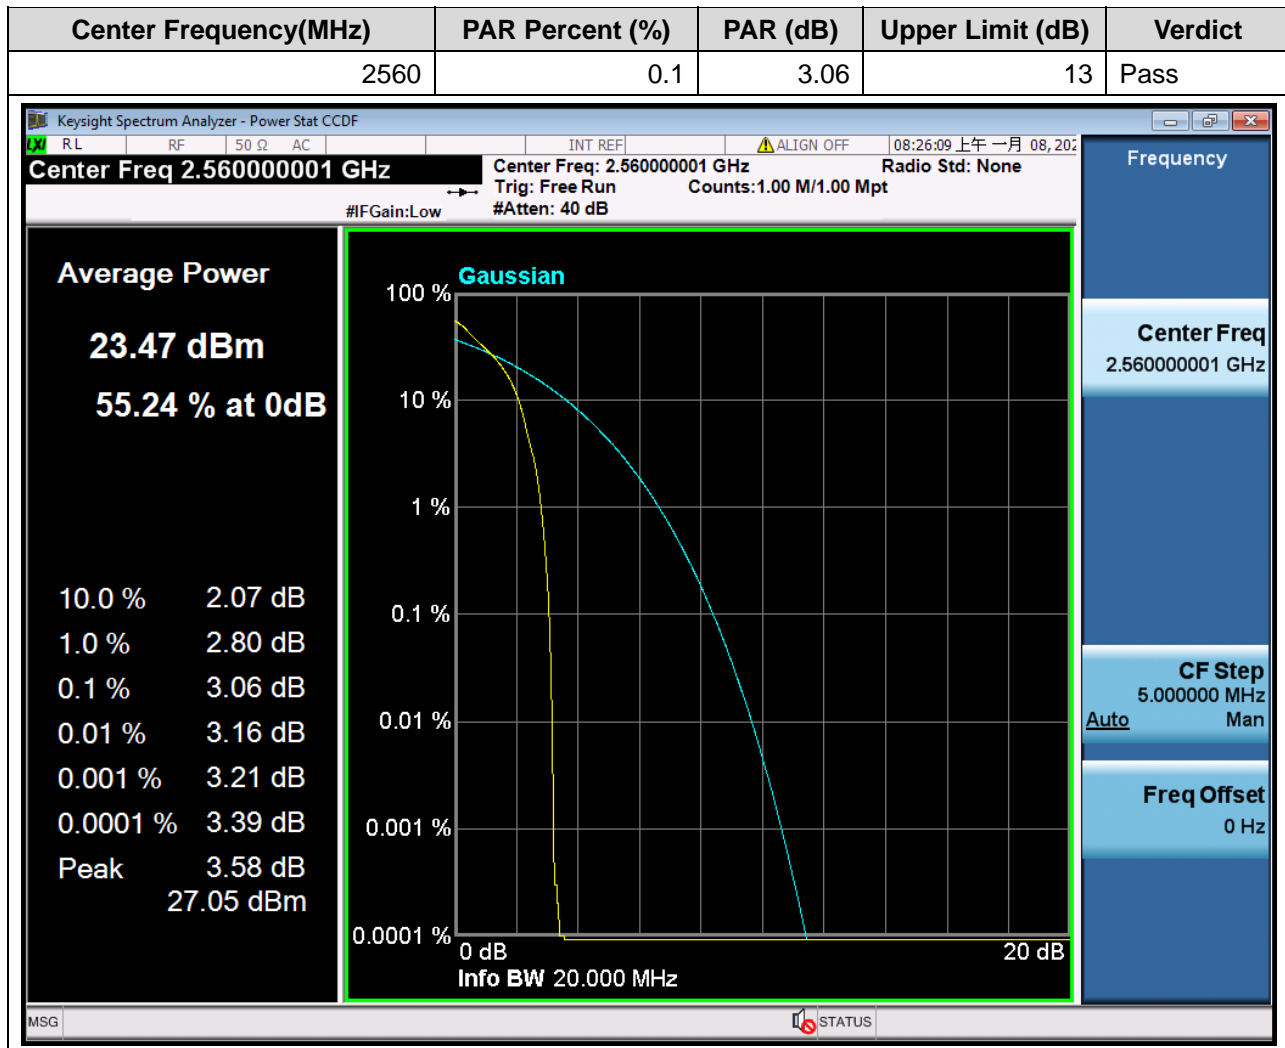 Center Frequency(MHz) PAR Percent (%) PAR (dB) Upper Limit (dB) Verdict
2560 0.1 3.06 13 Pass
Keysight Spectrum Analyzer - Power Stat CCDF
LXI RL RF 50 Ω AC INT REF ALIGN OFF 08:26:09 上午 一月 08, 202
Center Freq 2.560000001 GHz
Center Freq: 2.560000001 GHz Radio Std: None
Trig: Free Run Counts:1.00 M/1.00 Mpt
#IFGain:Low #Atten: 40 dB
Frequency
Average Power
23.47 dBm
55.24 % at 0dB
10.0 % 2.07 dB
1.0 % 2.80 dB
0.1 % 3.06 dB
0.01 % 3.16 dB
0.001 % 3.21 dB
0.0001 % 3.39 dB
Peak 3.58 dB
27.05 dBm
Gaussian
100 %
10 %
1 %
0.1 %
0.01 %
0.001 %
0.0001 %
0 dB 20 dB
Info BW 20.000 MHz
Center Freq
2.560000001 GHz
CF Step
5.000000 MHz
Auto Man
Freq Offset
0 Hz
MSG STATUS